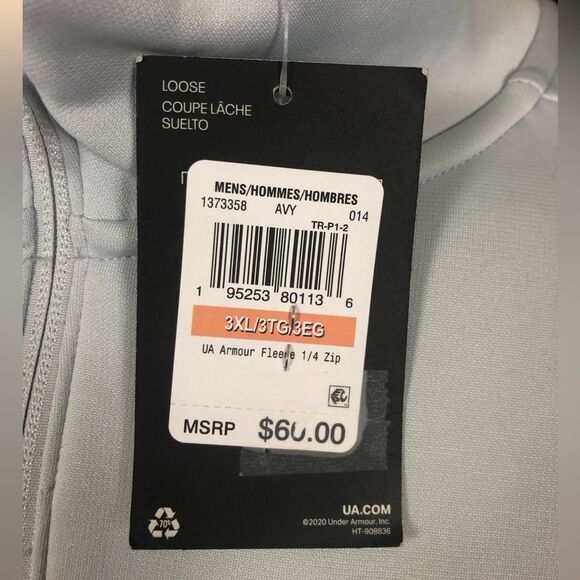 LOOSE
COUPE LÂCHE
SUELTO
MENS/HOMMES/HOMBRES
1373358 AVY 014
TR-P1-2
1 95253 80113 6
3XL/3TG/3EG
UA Armour Fleece 1/4 Zip
MSRP $60.00
70%
UA.COM
©2020 Under Armour, Inc.
HT-908836